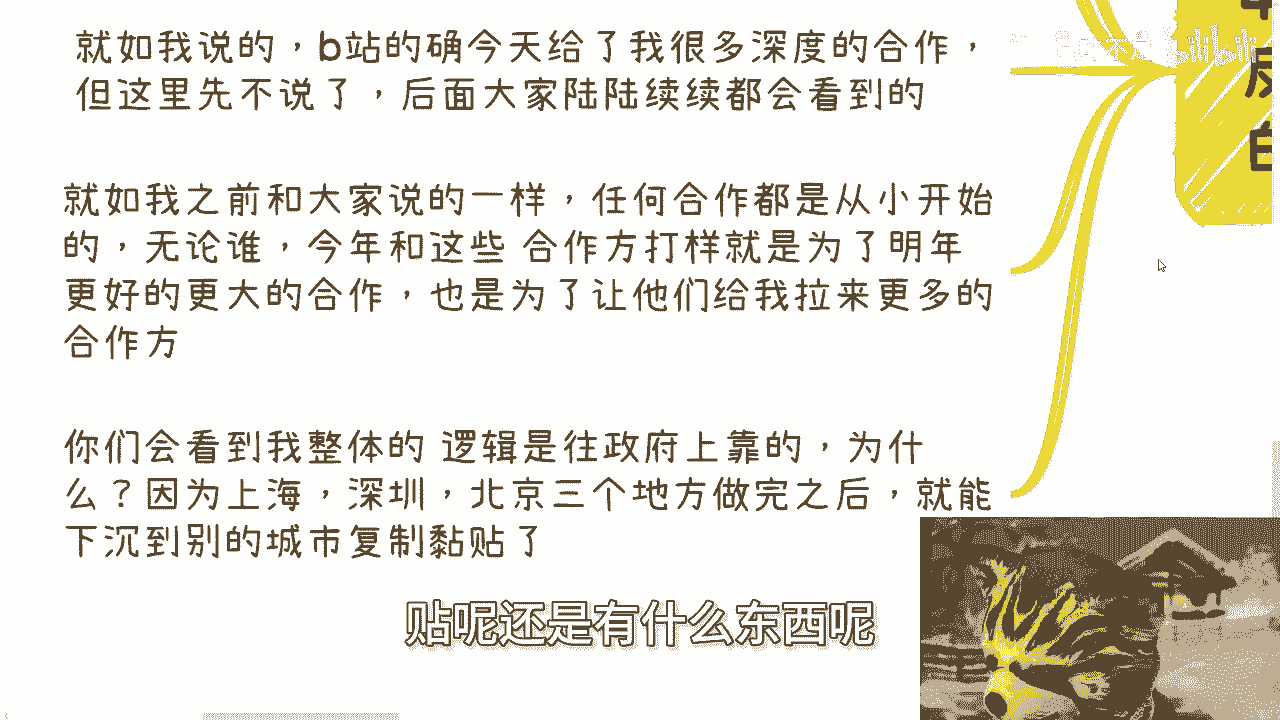 就如我说的，b站的确今天给了我很多深度的合作，
但这里先不说了，后面大家陆陆续续都会看到的
就如我之前和大家说的一样，任何合作都是从小开始
的，无论谁，今年和这些 合作方打样就是为了明年
更好的更大的合作，也是为了让他们给我拉来更多的
合作方
你们会看到我整体的 逻辑是往政府上靠的，为什
么？因为上海，深圳，北京三个地方做完之后，就能
下沉到别的城市复制黏贴了
贴呢还是有什么东西呢
bilibili